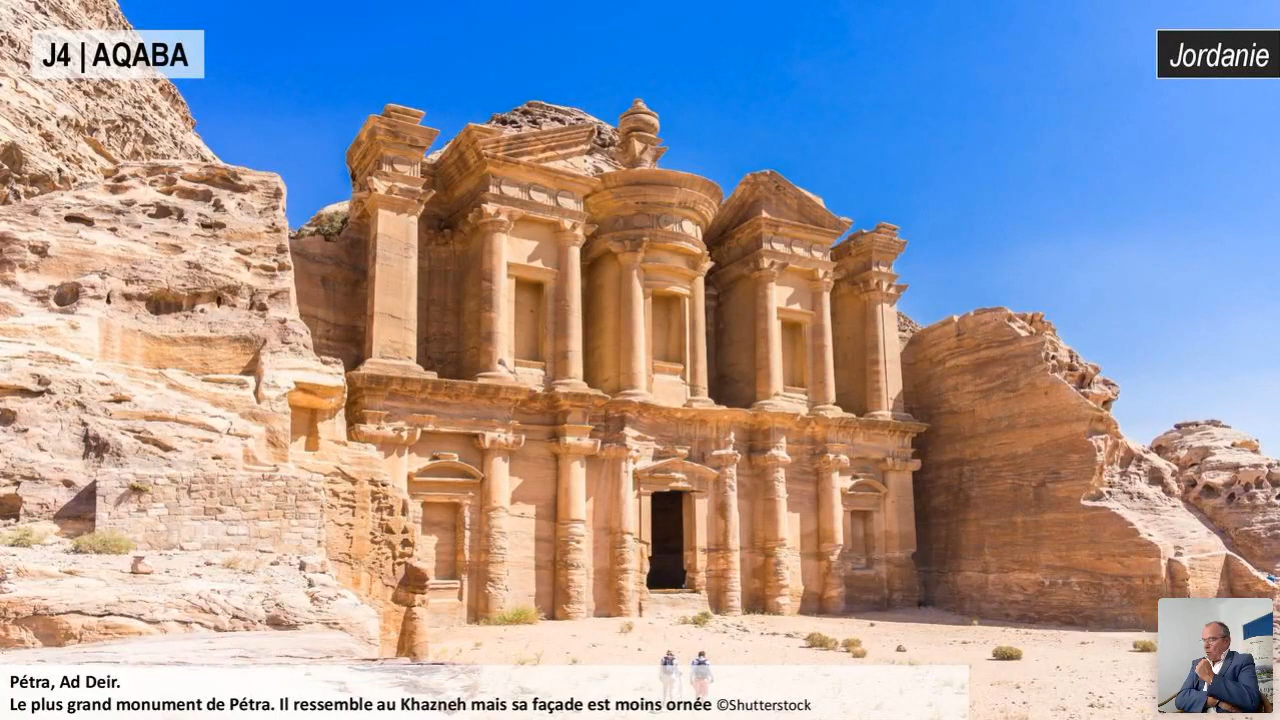 J4 | AQABA
Jordanie
Pétra, Ad Deir.
Le plus grand monument de Pétra. Il ressemble au Khazneh mais sa façade est moins ornée ©Shutterstock